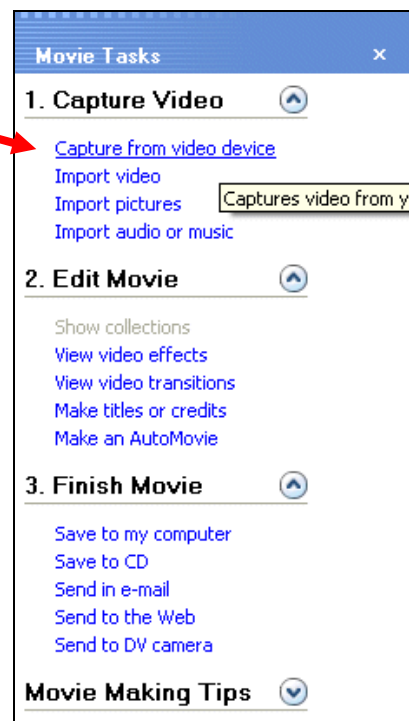 Movie Tasks
1. Capture Video
Capture from video device
Import video
Captures video from y
Import pictures
Import audio or music
2. Edit Movie
Show collections
View video effects
View video transitions
Make titles or credits
Make an AutoMovie
3. Finish Movie
Save to my computer
Save to CD
Send in e-mail
Send to the Web
Send to DV camera
Movie Making Tips